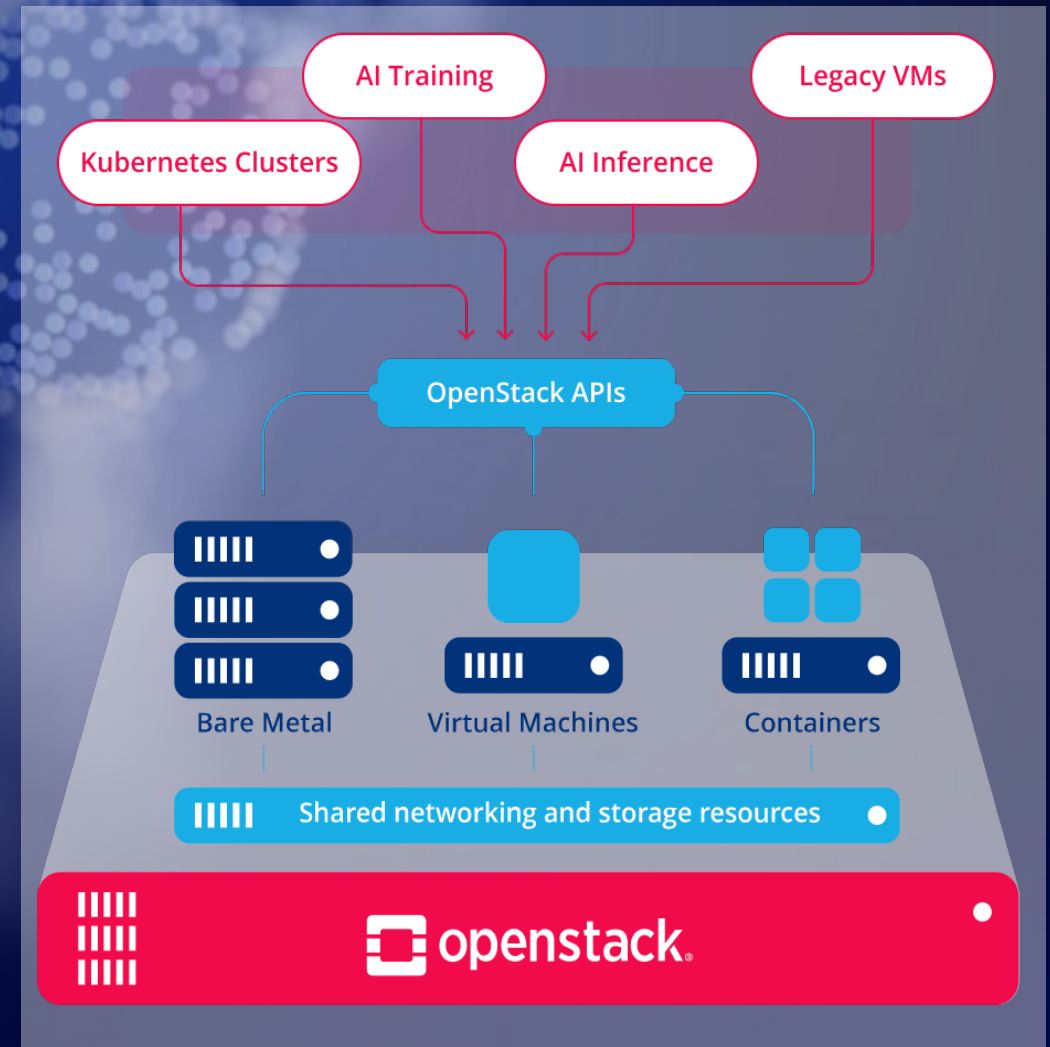 AI Training
Legacy VMs
Kubernetes Clusters
AI Inference
OpenStack APIs
Bare Metal
Virtual Machines
Containers
Shared networking and storage resources
openstack®